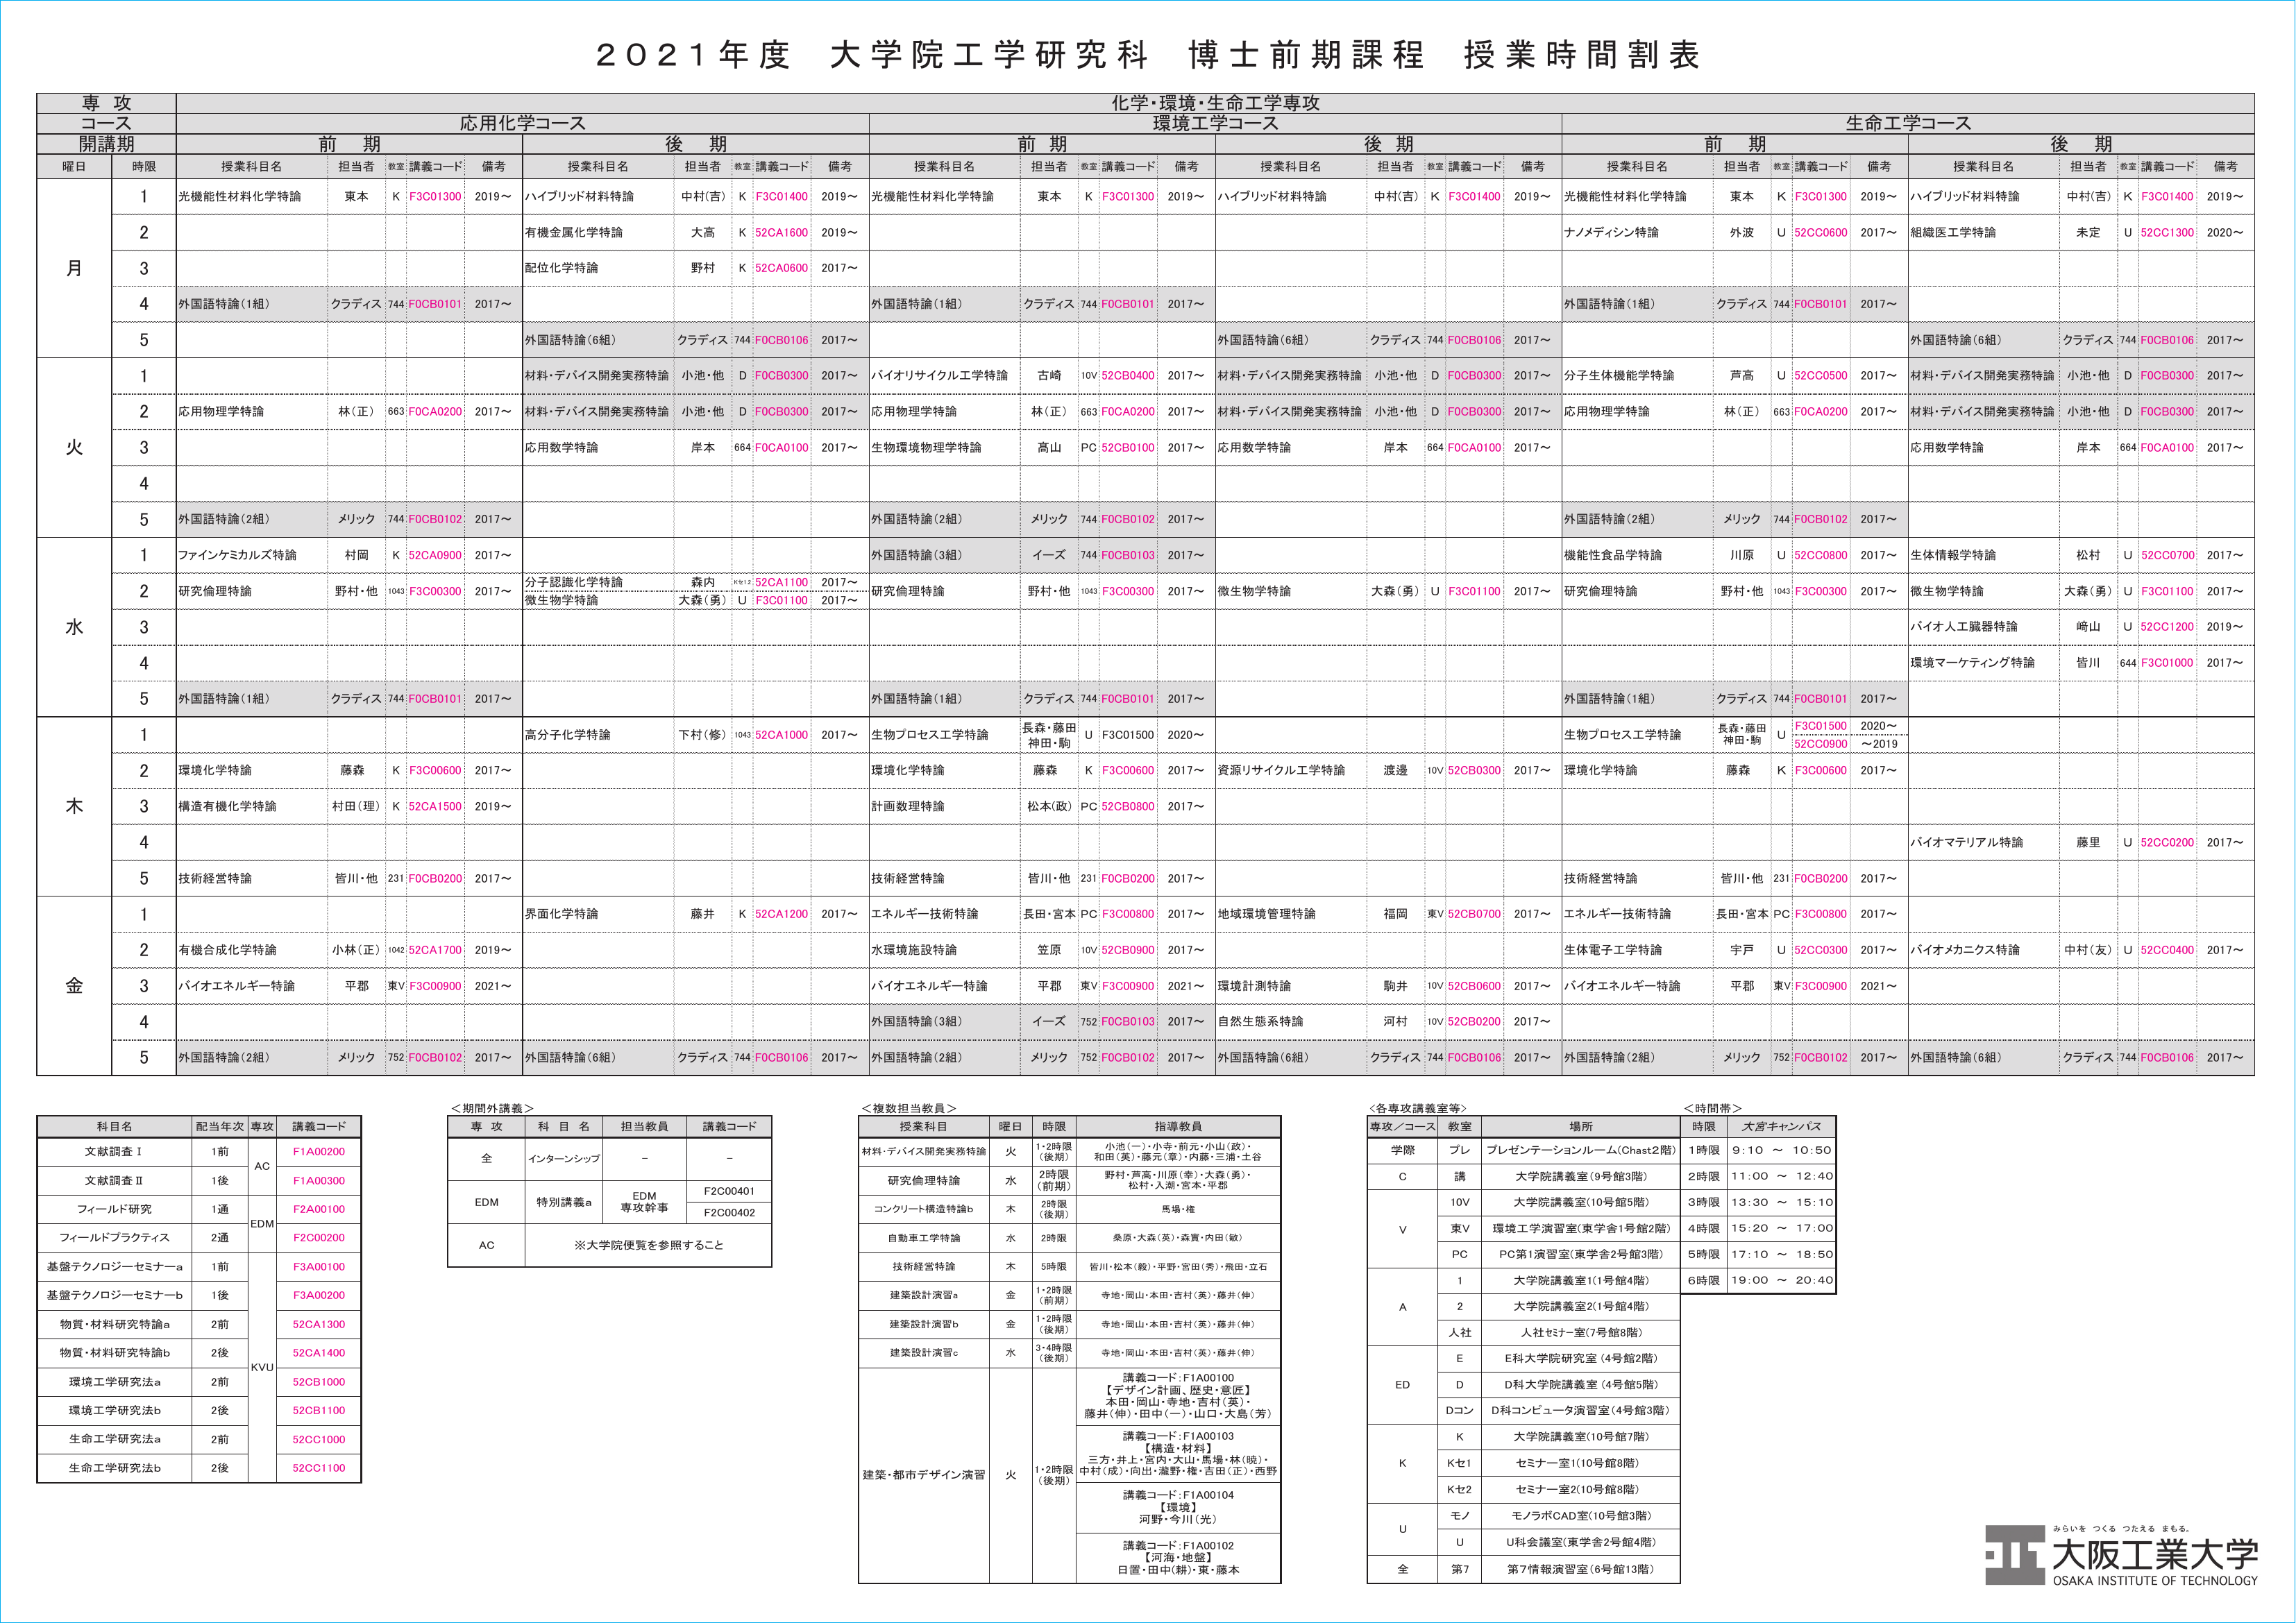 2021年度 大学院工学研究科 博士前期課程 授業時間割表
専攻 化学・環境・生命工学専攻
コース 応用化学コース 環境工学コース 生命工学コース
開講期 前期 後期 前期 後期 前期 後期
曜日 時限 授業科目名 担当者 教室 講義コード 備考 授業科目名 担当者 教室 講義コード 備考 授業科目名 担当者 教室 講義コード 備考 授業科目名 担当者 教室 講義コード 備考 授業科目名 担当者 教室 講義コード 備考 授業科目名 担当者 教室 講義コード 備考
月
1 光機能性材料化学特論 東本 K F3C01300 2019～ ハイブリッド材料特論 中村(吉) K F3C01400 2019～ 光機能性材料化学特論 東本 K F3C01300 2019～ ハイブリッド材料特論 中村(吉) K F3C01400 2019～ 光機能性材料化学特論 東本 K F3C01300 2019～ ハイブリッド材料特論 中村(吉) K F3C01400 2019～
2 有機金属化学特論 大高 K 52CA1600 2019～ ナノメディシン特論 外波 U 52CC0600 2017～ 組織医工学特論 未定 U 52CC1300 2020～
3 配位化学特論 野村 K 52CA0600 2017～
4 外国語特論(1組) クラディス 744 F0CB0101 2017～ 外国語特論(1組) クラディス 744 F0CB0101 2017～ 外国語特論(1組) クラディス 744 F0CB0101 2017～
5 外国語特論(6組) クラディス 744 F0CB0106 2017～ 外国語特論(6組) クラディス 744 F0CB0106 2017～ 外国語特論(6組) クラディス 744 F0CB0106 2017～
火
1 材料・デバイス開発実務特論 小池・他 D F0CB0300 2017～ バイオリサイクル工学特論 古崎 10V 52CB0400 2017～ 材料・デバイス開発実務特論 小池・他 D F0CB0300 2017～ 分子生体機能学特論 芦高 U 52CC0500 2017～ 材料・デバイス開発実務特論 小池・他 D F0CB0300 2017～
2 応用物理学特論 林(正) 663 F0CA0200 2017～ 材料・デバイス開発実務特論 小池・他 D F0CB0300 2017～ 応用物理学特論 林(正) 663 F0CA0200 2017～ 材料・デバイス開発実務特論 小池・他 D F0CB0300 2017～ 応用物理学特論 林(正) 663 F0CA0200 2017～ 材料・デバイス開発実務特論 小池・他 D F0CB0300 2017～
3 応用数学特論 岸本 664 F0CA0100 2017～ 生物環境物理学特論 髙山 PC 52CB0100 2017～ 応用数学特論 岸本 664 F0CA0100 2017～ 応用数学特論 岸本 664 F0CA0100 2017～
4
5 外国語特論(2組) メリック 744 F0CB0102 2017～ 外国語特論(2組) メリック 744 F0CB0102 2017～ 外国語特論(2組) メリック 744 F0CB0102 2017～
水
1 ファインケミカルズ特論 村岡 K 52CA0900 2017～ 外国語特論(3組) イーズ 744 F0CB0103 2017～ 機能性食品学特論 川原 U 52CC0800 2017～ 生体情報学特論 松村 U 52CC0700 2017～
2 研究倫理特論 野村・他 1043 F3C00300 2017～ 分子認識化学特論 森内 Kセ12 52CA1100 2017～ 研究倫理特論 野村・他 1043 F3C00300 2017～ 微生物学特論 大森(勇) U F3C01100 2017～ 研究倫理特論 野村・他 1043 F3C00300 2017～ 微生物学特論 大森(勇) U F3C01100 2017～
微生物学特論 大森(勇) U F3C01100 2017～
3 バイオ人工臓器特論 﨑山 U 52CC1200 2019～
4 環境マーケティング特論 皆川 644 F3C01000 2017～
5 外国語特論(1組) クラディス 744 F0CB0101 2017～ 外国語特論(1組) クラディス 744 F0CB0101 2017～ 外国語特論(1組) クラディス 744 F0CB0101 2017～
木
1 高分子化学特論 下村(修) 1043 52CA1000 2017～ 生物プロセス工学特論 長森・藤田 神田・駒 U F3C01500 2020～ 生物プロセス工学特論 長森・藤田 神田・駒 U F3C01500 2020～
52CC0900 ～2019
2 環境化学特論 藤森 K F3C00600 2017～ 環境化学特論 藤森 K F3C00600 2017～ 資源リサイクル工学特論 渡邊 10V 52CB0300 2017～ 環境化学特論 藤森 K F3C00600 2017～
3 構造有機化学特論 村田(理) K 52CA1500 2019～ 計画数理特論 松本(政) PC 52CB0800 2017～
4 バイオマテリアル特論 藤里 U 52CC0200 2017～
5 技術経営特論 皆川・他 231 F0CB0200 2017～ 技術経営特論 皆川・他 231 F0CB0200 2017～ 技術経営特論 皆川・他 231 F0CB0200 2017～
金
1 界面化学特論 藤井 K 52CA1200 2017～ エネルギー技術特論 長田・宮本 PC F3C00800 2017～ 地域環境管理特論 福岡 東V 52CB0700 2017～ エネルギー技術特論 長田・宮本 PC F3C00800 2017～
2 有機合成化学特論 小林(正) 1042 52CA1700 2019～ 水環境施設特論 笠原 10V 52CB0900 2017～ 生体電子工学特論 宇戸 U 52CC0300 2017～ バイオメカニクス特論 中村(友) U 52CC0400 2017～
3 バイオエネルギー特論 平郡 東V F3C00900 2021～ バイオエネルギー特論 平郡 東V F3C00900 2021～ 環境計測特論 駒井 10V 52CB0600 2017～ バイオエネルギー特論 平郡 東V F3C00900 2021～
4 外国語特論(3組) イーズ 752 F0CB0103 2017～ 自然生態系特論 河村 10V 52CB0200 2017～
5 外国語特論(2組) メリック 752 F0CB0102 2017～ 外国語特論(6組) クラディス 744 F0CB0106 2017～ 外国語特論(2組) メリック 752 F0CB0102 2017～ 外国語特論(6組) クラディス 744 F0CB0106 2017～ 外国語特論(2組) メリック 752 F0CB0102 2017～ 外国語特論(6組) クラディス 744 F0CB0106 2017～
科目名 配当年次 専攻 講義コード
文献調査Ⅰ 1前 AC F1A00200
文献調査Ⅱ 1後 F1A00300
フィールド研究 1通 EDM F2A00100
フィールドプラクティス 2通 F2C00200
基盤テクノロジーセミナーa 1前 KVU F3A00100
基盤テクノロジーセミナーb 1後 F3A00200
物質・材料研究特論a 2前 52CA1300
物質・材料研究特論b 2後 52CA1400
環境工学研究法a 2前 52CB1000
環境工学研究法b 2後 52CB1100
生命工学研究法a 2前 52CC1000
生命工学研究法b 2後 52CC1100
＜期間外講義＞
専攻 科目名 担当教員 講義コード
全 インターンシップ － －
EDM 特別講義a EDM 専攻幹事 F2C00401
F2C00402
AC ※大学院便覧を参照すること
＜複数担当教員＞
授業科目 曜日 時限 指導教員
材料・デバイス開発実務特論 火 1・2時限 (後期) 小池(一)・小寺・前元・小山(政)・
和田(英)・藤元(章)・内藤・三浦・土谷
研究倫理特論 水 2時限 (前期) 野村・芦高・川原(幸)・大森(勇)・
松村・入潮・宮本・平郡
コンクリート構造特論b 木 2時限 (後期) 馬場・権
自動車工学特論 水 2時限 桑原・大森(英)・森實・内田(敏)
技術経営特論 木 5時限 皆川・松本(毅)・平野・宮田(秀)・飛田・立石
建築設計演習a 金 1・2時限 (前期) 寺地・岡山・本田・吉村(英)・藤井(伸)
建築設計演習b 金 1・2時限 (後期) 寺地・岡山・本田・吉村(英)・藤井(伸)
建築設計演習c 水 3・4時限 (後期) 寺地・岡山・本田・吉村(英)・藤井(伸)
建築・都市デザイン演習 火 1・2時限 (後期)
講義コード：F1A00100
【デザイン計画、歴史・意匠】
本田・岡山・寺地・吉村(英)・
藤井(伸)・田中(一)・山口・大島(芳)
講義コード：F1A00103
【構造・材料】
三方・井上・宮内・大山・馬場・林(暁)・
中村(成)・向出・瀧野・権・吉田(正)・西野
講義コード：F1A00104
【環境】
河野・今川(光)
講義コード：F1A00102
【河海・地盤】
日置・田中(耕)・東・藤本
＜各専攻講義室等＞
専攻／コース 教室 場所
学際 プレ プレゼンテーションルーム(Chast2階)
C 講 大学院講義室(9号館3階)
V 10V 大学院講義室(10号館5階)
東V 環境工学演習室(東学舎1号館2階)
PC PC第1演習室(東学舎2号館3階)
A 1 大学院講義室1(1号館4階)
2 大学院講義室2(1号館4階)
人社 人社セミナー室(7号館8階)
ED E E科大学院研究室(4号館2階)
D D科大学院講義室(4号館5階)
Dコン D科コンピュータ演習室(4号館3階)
K K 大学院講義室(10号館7階)
Kセ1 セミナー室1(10号館8階)
Kセ2 セミナー室2(10号館8階)
U モノ モノラボCAD室(10号館3階)
U U科会議室(東学舎2号館4階)
全 第7 第7情報演習室(6号館13階)
＜時間帯＞
時限 大宮キャンパス
1時限 9:10 ～ 10:50
2時限 11:00 ～ 12:40
3時限 13:30 ～ 15:10
4時限 15:20 ～ 17:00
5時限 17:10 ～ 18:50
6時限 19:00 ～ 20:40
みらいを つくる つたえる まもる。
大阪工業大学
OSAKA INSTITUTE OF TECHNOLOGY